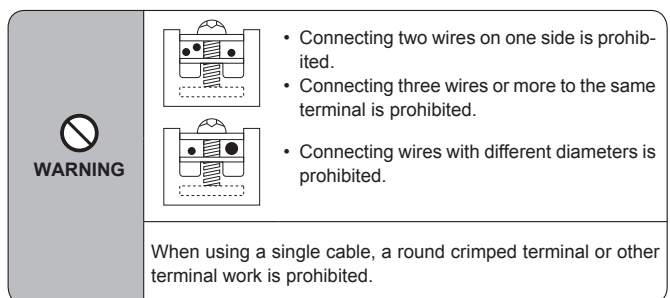 • Connecting two wires on one side is prohib-
ited.
• Connecting three wires or more to the same
terminal is prohibited.
• Connecting wires with different diameters is
prohibited.
WARNING
When using a single cable, a round crimped terminal or other
terminal work is prohibited.